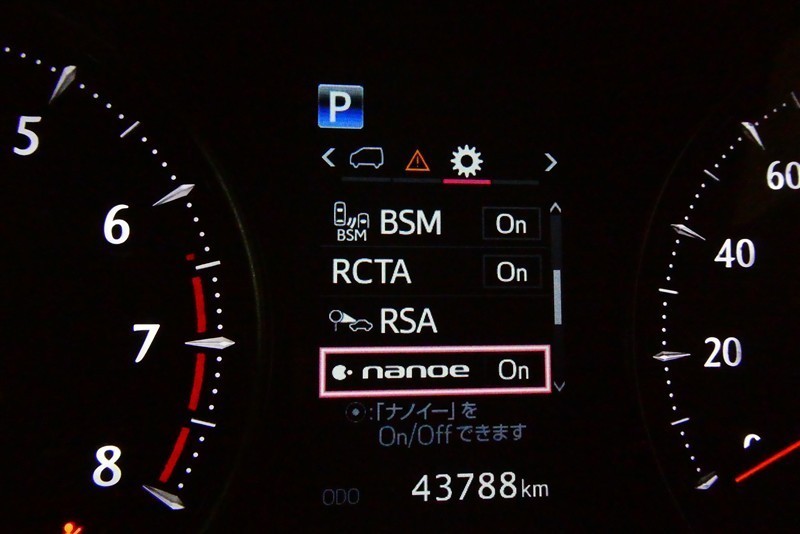 P
BSM BSM On
RCTA On
RSA
nanoe On
:「ナノイー」を
On/Offできます
ODO 43788km
5
6
7
8
60
40
20
0